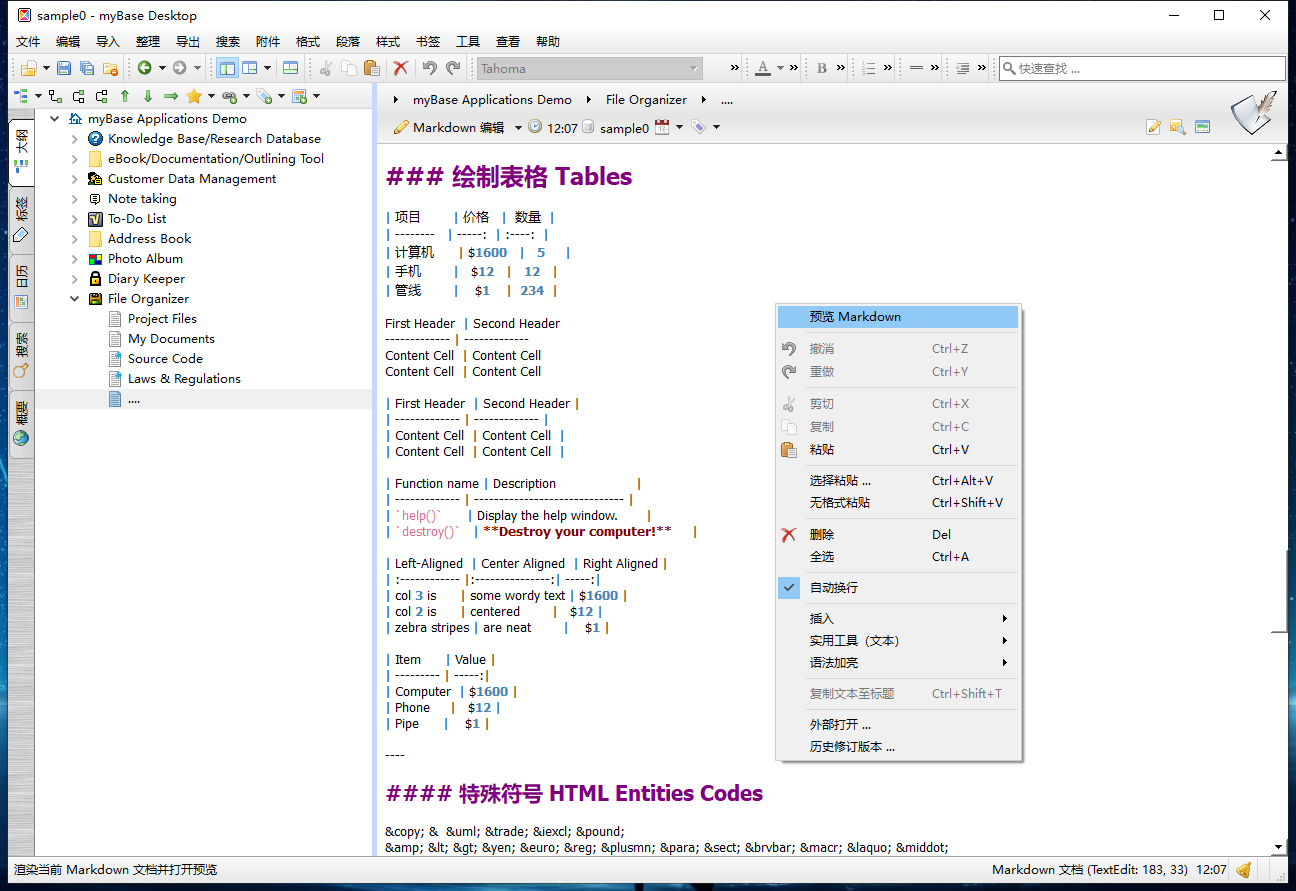 sample0 - myBase Desktop
文件 编辑 导入 整理 导出 搜索 附件 格式 段落 样式 书签 工具 查看 帮助
Tahoma » A » B » » » » 快速查找 ...
myBase Applications Demo File Organizer ....
Markdown 编辑 12:07 sample0
大纲
标签
日历
搜索
概要
myBase Applications Demo
Knowledge Base/Research Database
eBook/Documentation/Outlining Tool
Customer Data Management
Note taking
To-Do List
Address Book
Photo Album
Diary Keeper
File Organizer
Project Files
My Documents
Source Code
Laws & Regulations
....
### 绘制表格 Tables
| 项目 | 价格 | 数量 |
| -------- | -----: | :----: |
| 计算机 | $1600 | 5 |
| 手机 | $12 | 12 |
| 管线 | $1 | 234 |
First Header | Second Header
------------- | -------------
Content Cell | Content Cell
Content Cell | Content Cell
| First Header | Second Header |
| ------------- | ------------- |
| Content Cell | Content Cell |
| Content Cell | Content Cell |
| Function name | Description |
| ------------- | ------------------------------ |
| `help()` | Display the help window. |
| `destroy()` | **Destroy your computer!** |
| Left-Aligned | Center Aligned | Right Aligned |
| :------------ |:---------------:| -----:|
| col 3 is | some wordy text | $1600 |
| col 2 is | centered | $12 |
| zebra stripes | are neat | $1 |
| Item | Value |
| --------- | -----:|
| Computer | $1600 |
| Phone | $12 |
| Pipe | $1 |
----
#### 特殊符号 HTML Entities Codes
&copy; & &uml; &trade; &iexcl; &pound;
&amp; &lt; &gt; &yen; &euro; &reg; &plusmn; &para; &sect; &brvbar; &macr; &laquo; &middot;
预览 Markdown
撤消 Ctrl+Z
重做 Ctrl+Y
剪切 Ctrl+X
复制 Ctrl+C
粘贴 Ctrl+V
选择粘贴 ... Ctrl+Alt+V
无格式粘贴 Ctrl+Shift+V
删除 Del
全选 Ctrl+A
自动换行
插入
实用工具（文本）
语法加亮
复制文本至标题 Ctrl+Shift+T
外部打开 ...
历史修订版本 ...
渲染当前 Markdown 文档并打开预览 Markdown 文档 (TextEdit: 183, 33) 12:07